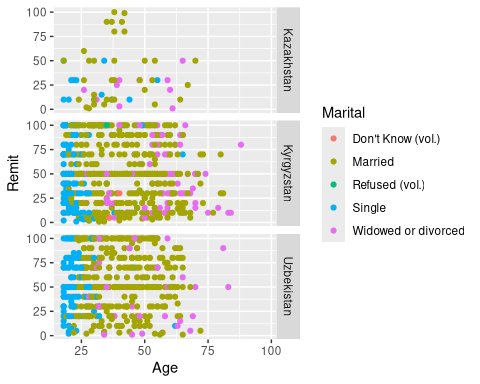 100
75
50
25
0
Kazakhstan
100
75
50
25
0
Kyrgyzstan
100
75
50
25
0
Uzbekistan
25
50
75
100
Age
Remit
Marital
Don't Know (vol.)
Married
Refused (vol.)
Single
Widowed or divorced